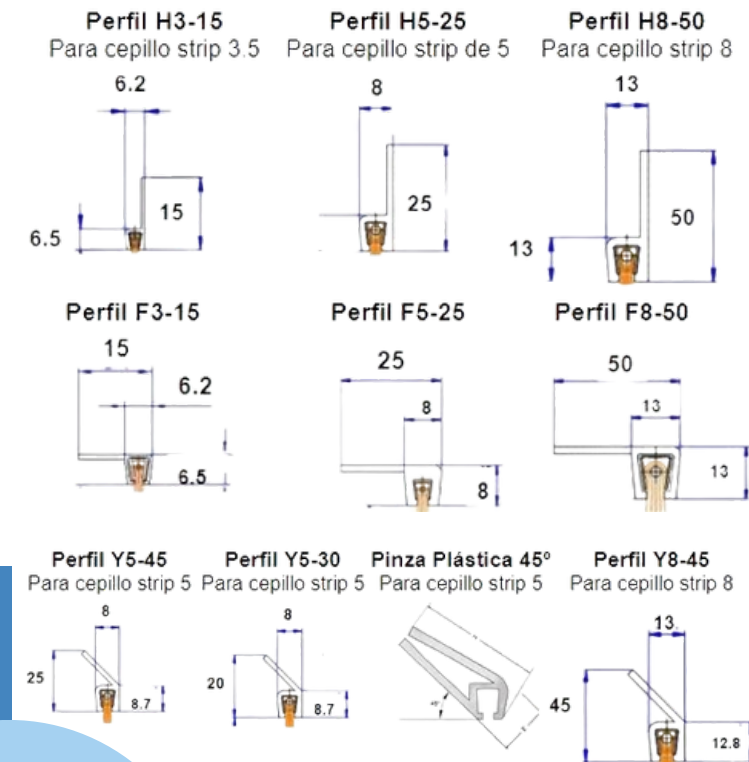 Perfil H3-15
Para cepillo strip 3.5
6.2
15
6.5
Perfil H5-25
Para cepillo strip de 5
8
25
Perfil H8-50
Para cepillo strip 8
13
50
13
Perfil F3-15
15
6.2
6.5
Perfil F5-25
25
8
8
Perfil F8-50
50
13
13
Perfil Y5-45
Para cepillo strip 5
8
25
8.7
Perfil Y5-30
Para cepillo strip 5
8
20
8.7
Pinza Plástica 45º
Para cepillo strip 5
Perfil Y8-45
Para cepillo strip 8
13
45
12.8